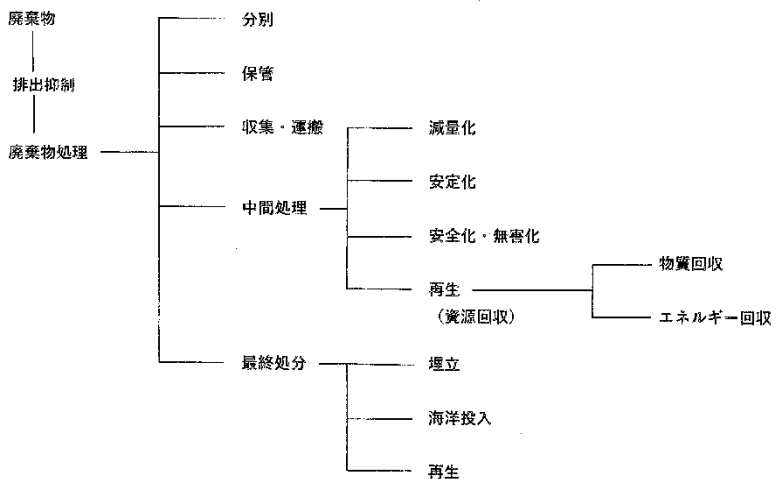 廃棄物
排出抑制
廃棄物処理
分別
保管
収集・運搬
中間処理
減量化
安定化
安全化・無害化
再生
(資源回収)
物質回収
エネルギー回収
最終処分
埋立
海洋投入
再生